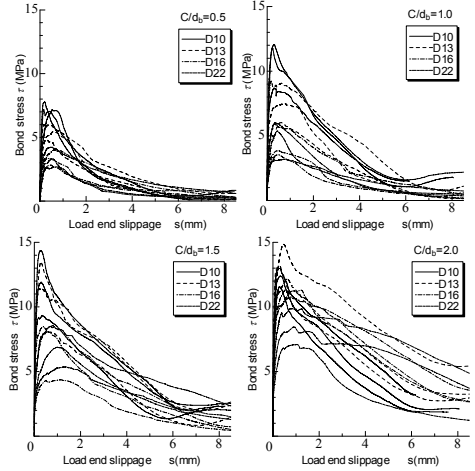 C/db=0.5
D10
D13
D16
D22
Bond stress τ (MPa)
15
10
5
0
2
4
6
8
Load end slippage s(mm)
C/db=1.0
D10
D13
D16
D22
Bond stress τ (MPa)
15
10
5
0
2
4
6
8
Load end slippage s(mm)
C/db=1.5
D10
D13
D16
D22
Bond stress τ (MPa)
15
10
5
0
2
4
6
8
Load end slippage s(mm)
C/db=2.0
D10
D13
D16
D22
Bond stress τ (MPa)
15
10
5
0
2
4
6
8
Load end slippage s(mm)